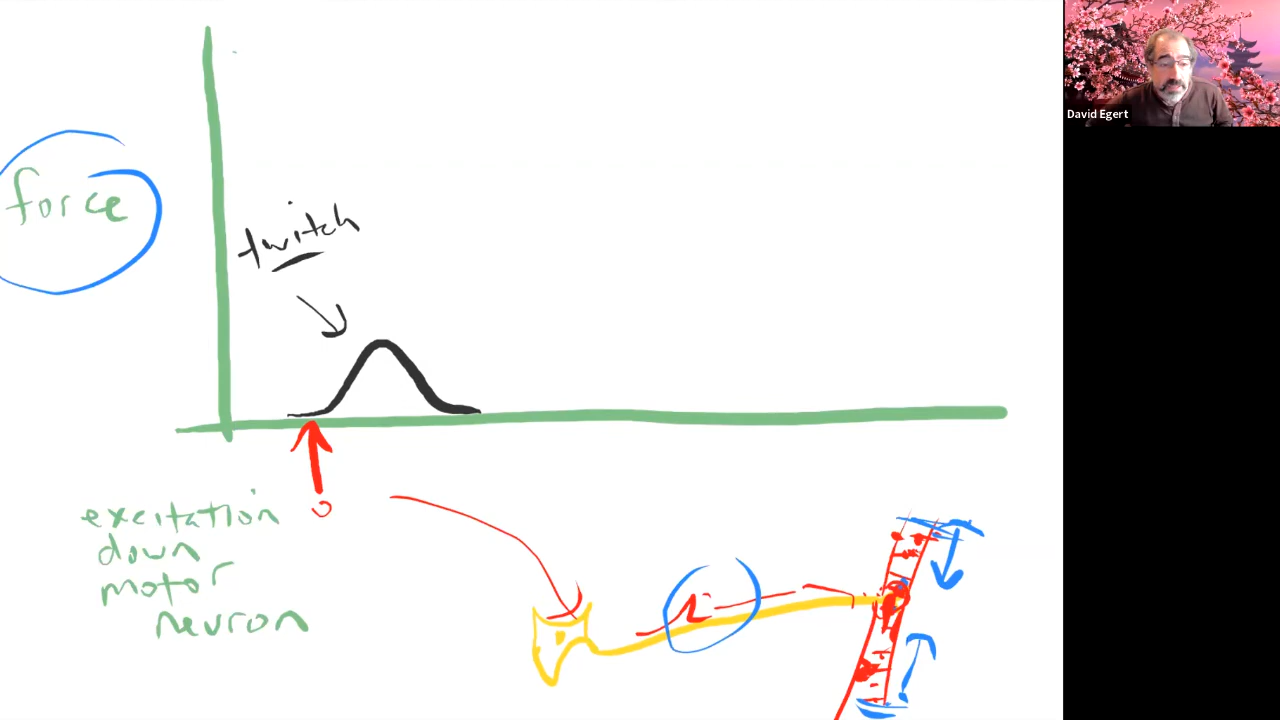 David Egert
force
twitch
excitation
down
motor
neuron